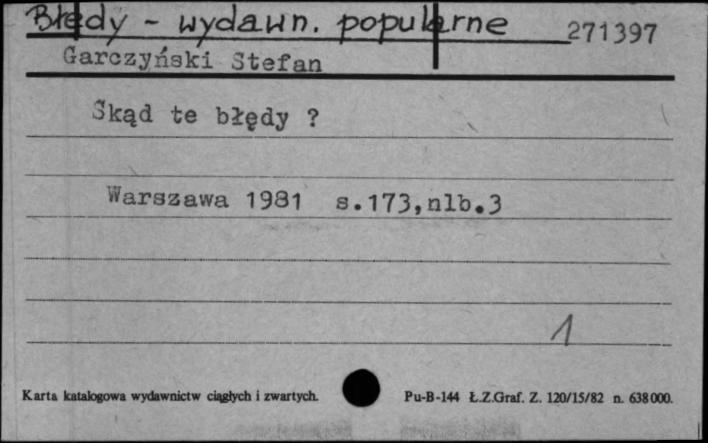 Błędy - wydawn. popularne 271397
Garczyński Stefan
Skąd te błędy ?
Warszawa 1981 s.173,nlb.3
1
Karta katalogowa wydawnictw ciągłych i zwartych. Pu-B-144 Ł.Z.Graf. Z. 120/15/82 n. 638000.